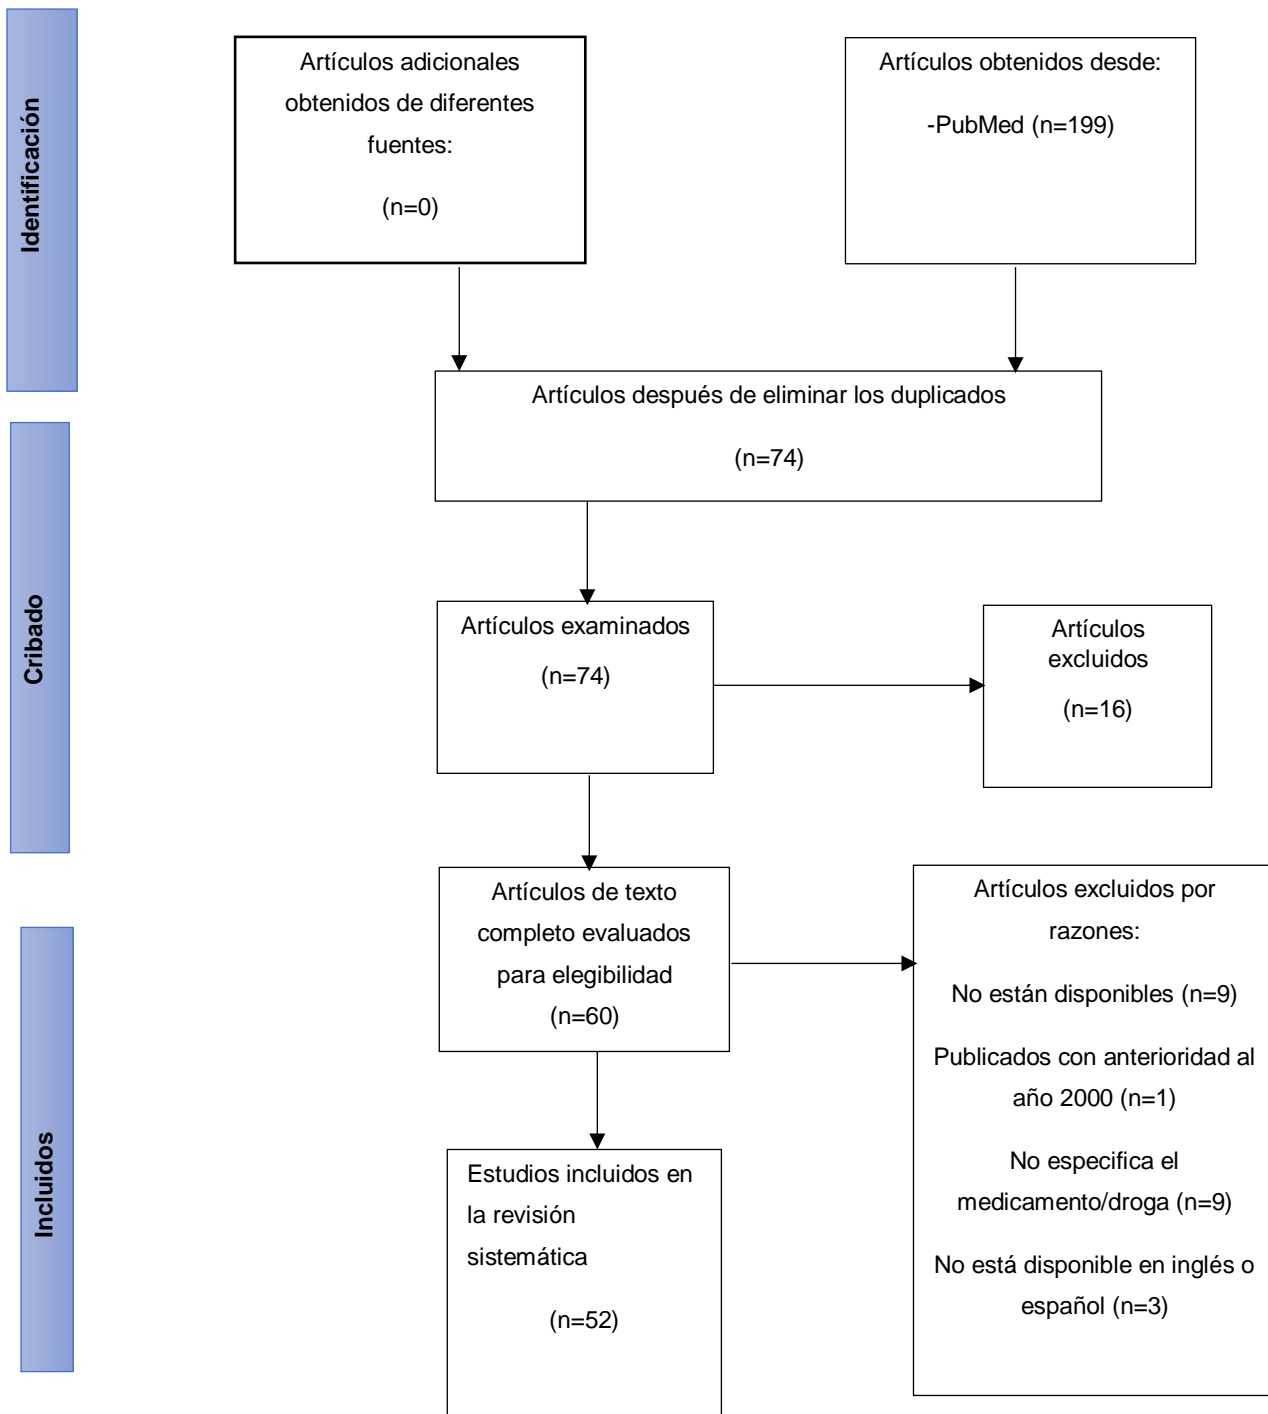 Identificación
Artículos adicionales
obtenidos de diferentes
fuentes:
(n=0)
Artículos obtenidos desde:
-PubMed (n=199)
Artículos después de eliminar los duplicados
(n=74)
Cribado
Artículos examinados
(n=74)
Artículos
excluidos
(n=16)
Artículos de texto
completo evaluados
para elegibilidad
(n=60)
Artículos excluidos por
razones:
No están disponibles (n=9)
Publicados con anterioridad al
año 2000 (n=1)
No especifica el
medicamento/droga (n=9)
No está disponible en inglés o
español (n=3)
Incluidos
Estudios incluidos en
la revisión
sistemática
(n=52)